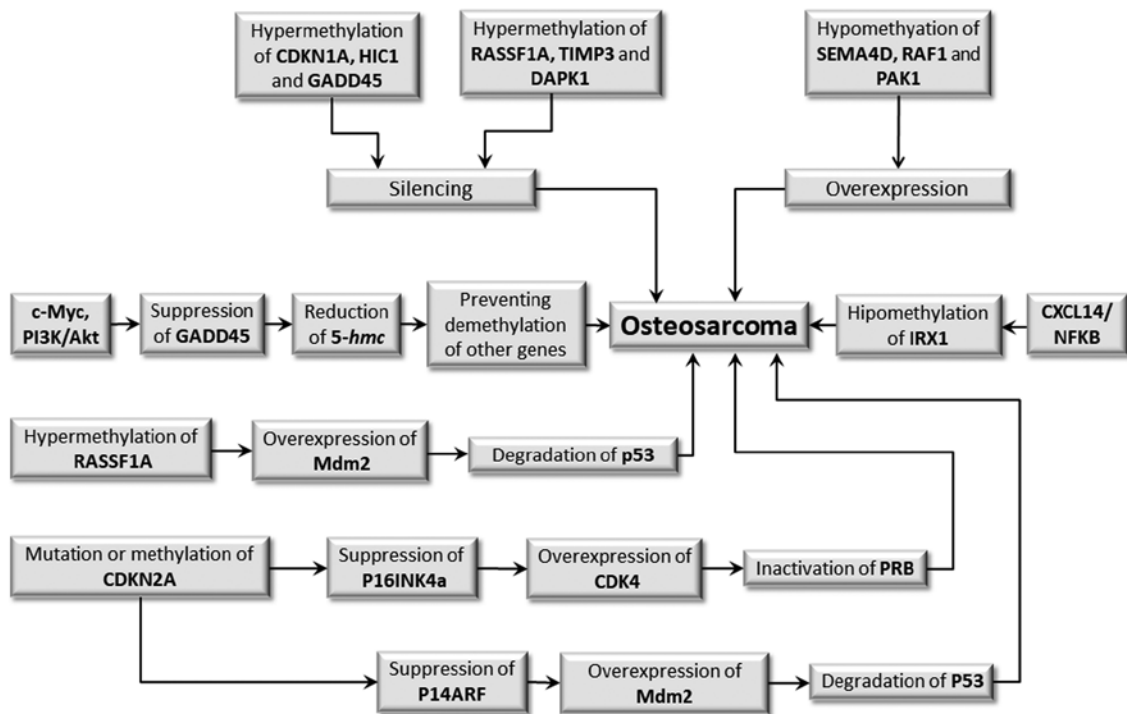 Hypermethylation
of CDKN1A, HIC1
and GADD45
Hypermethylation of
RASSF1A, TIMP3 and
DAPK1
Hypomethyation of
SEMA4D, RAF1 and
PAK1
Silencing
Overexpression
c-Myc,
PI3K/Akt
Suppression
of GADD45
Reduction
of 5-hmc
Preventing
demethylation
of other genes
Osteosarcoma
Hipomethylation
of IRX1
CXCL14/
NFKB
Hypermethylation of
RASSF1A
Overexpression of
Mdm2
Degradation of p53
Mutation or methylation of
CDKN2A
Suppression of
P16INK4a
Overexpression of
CDK4
Inactivation of PRB
Suppression of
P14ARF
Overexpression of
Mdm2
Degradation of P53